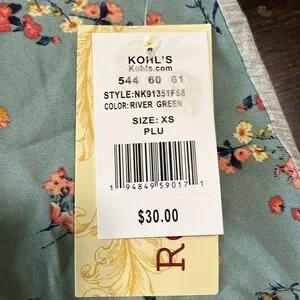 KOHL'S
Kohls.com
544 60 61
STYLE:NK91351F58
COLOR:RIVER GREEN
SIZE: XS
PLU
1 94849 59017 1
$30.00